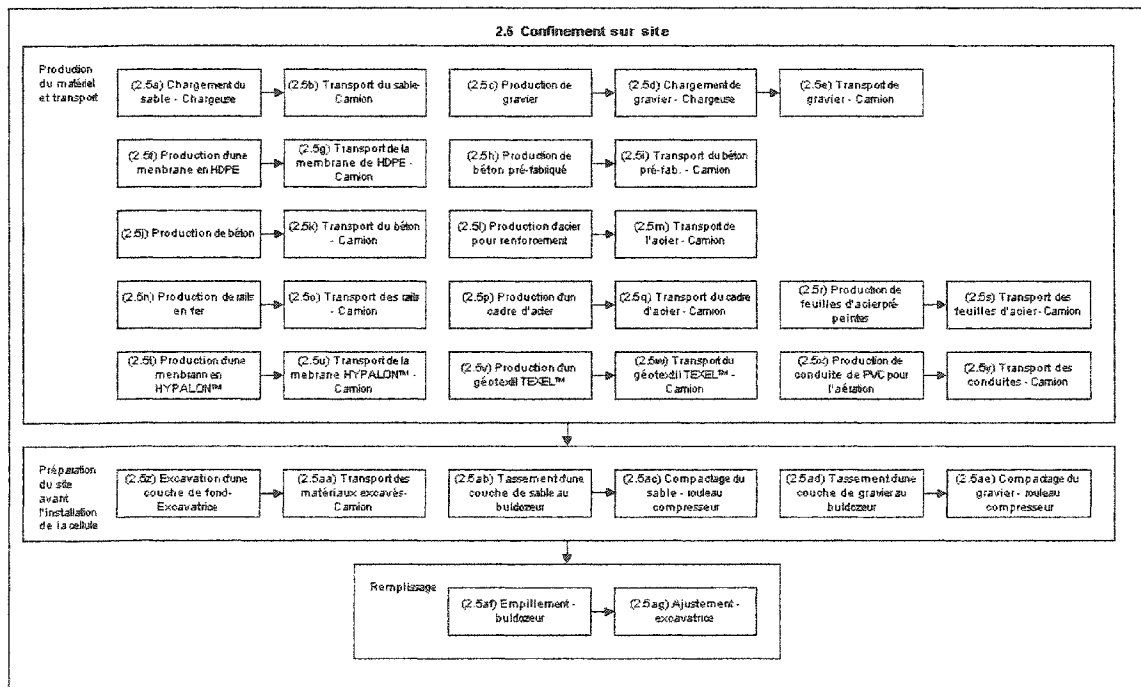 2.5 Confinement sur site
Production
du matériel
et transport
(2.5a) Chargement du
sable - Chargeuse
(2.5b) Transport du sable-
Camion
(2.5c) Production de
gravier
(2.5d) Chargement de
gravier - Chargeuse
(2.5e) Transport de
gravier - Camion
(2.5f) Production d'une
menbrane en HDPE
(2.5g) Transport de la
membrane de HDPE -
Camion
(2.5h) Production de
béton pré-fabriqué
(2.5i) Transport du béton
pré-fab. - Camion
(2.5j) Production de béton
(2.5k) Transport du béton
- Camion
(2.5l) Production d'acier
pour renforcement
(2.5m) Transport de
l'acier - Camion
(2.5n) Production de rails
en fer
(2.5o) Transport des rails
- Camion
(2.5p) Production d'un
cadre d'acier
(2.5q) Transport du cadre
d'acier - Camion
(2.5r) Production de
feuilles d'acier pré-
peintes
(2.5s) Transport des
feuilles d'acier - Camion
(2.5t) Production d'une
menbrann en
HYPALON™
(2.5u) Transport de la
mebrane HYPALON™ -
Camion
(2.5v) Production d'un
géotextil TEXEL™
(2.5w) Transport du
géotextil TEXEL™ -
Camion
(2.5x) Production de
conduite de PVC pour
l'aération
(2.5y) Transport des
conduites - Camion
Préparation
du site
avant
l'installation
de la cellule
(2.5z) Excavation d'une
couche de fond-
Excavatrice
(2.5aa) Transport des
matériaux excavés-
Camion
(2.5ab) Tassement d'une
couche de sable au
buldozeur
(2.5ac) Compactage du
sable - rouleau
compresseur
(2.5ad) Tassement d'une
couche de gravier au
buldozeur
(2.5ae) Compactage du
gravier - rouleau
compresseur
Remplissage
(2.5af) Empillement -
buldozeur
(2.5ag) Ajustement -
excavatrice